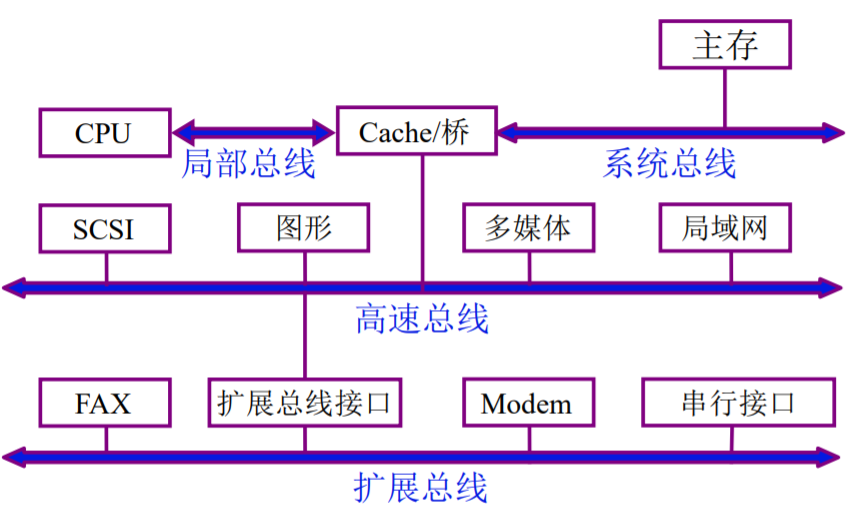 主存
CPU
Cache/桥
局部总线
系统总线
SCSI
图形
多媒体
局域网
高速总线
FAX
扩展总线接口
Modem
串行接口
扩展总线